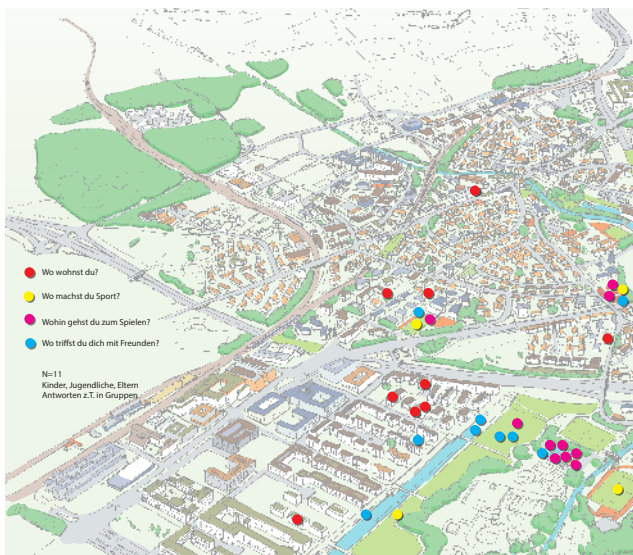 Wo wohnst du?
Wo machst du Sport?
Wohin gehst du zum Spielen?
Wo triffst du dich mit Freunden?
N=11
Kinder, Jugendliche, Eltern
Antworten z.T. in Gruppen